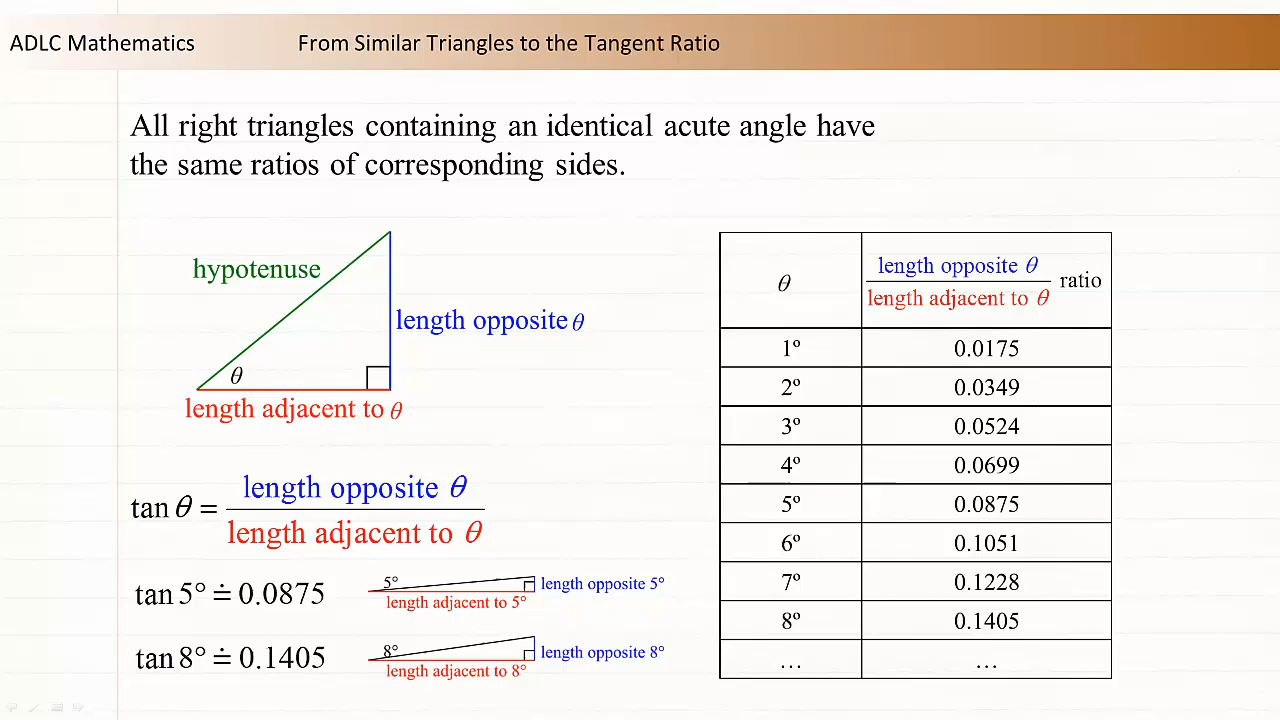 ADLC Mathematics From Similar Triangles to the Tangent Ratio
All right triangles containing an identical acute angle have
the same ratios of corresponding sides.
hypotenuse
length opposite θ
θ
length adjacent to θ
tan θ = length opposite θ / length adjacent to θ
tan 5° ≐ 0.0875
5°
length opposite 5°
length adjacent to 5°
tan 8° ≐ 0.1405
8°
length opposite 8°
length adjacent to 8°
θ length opposite θ / length adjacent to θ ratio
1º 0.0175
2º 0.0349
3º 0.0524
4º 0.0699
5º 0.0875
6º 0.1051
7º 0.1228
8º 0.1405
... ...